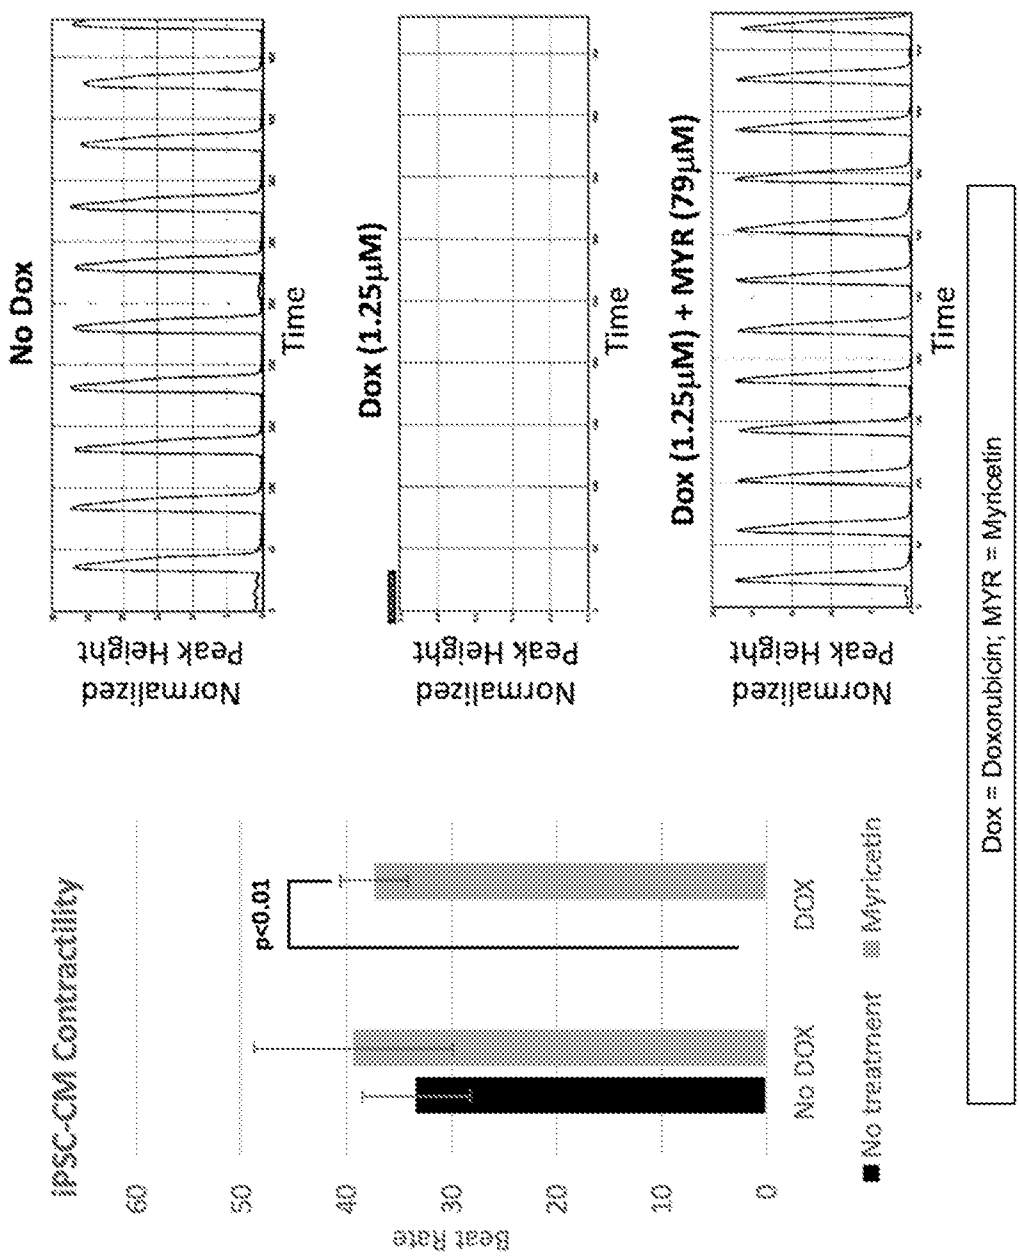 iPSC-CM Contractility
60
50
40
30
20
10
0
Beat Rate
p<0.01
No DOX
DOX
No treatment
Myricetin
No Dox
Normalized
Peak Height
Time
Dox (1.25µM)
Normalized
Peak Height
Time
Dox (1.25µM) + MYR (79µM)
Normalized
Peak Height
Time
Dox = Doxorubicin; MYR = Myricetin